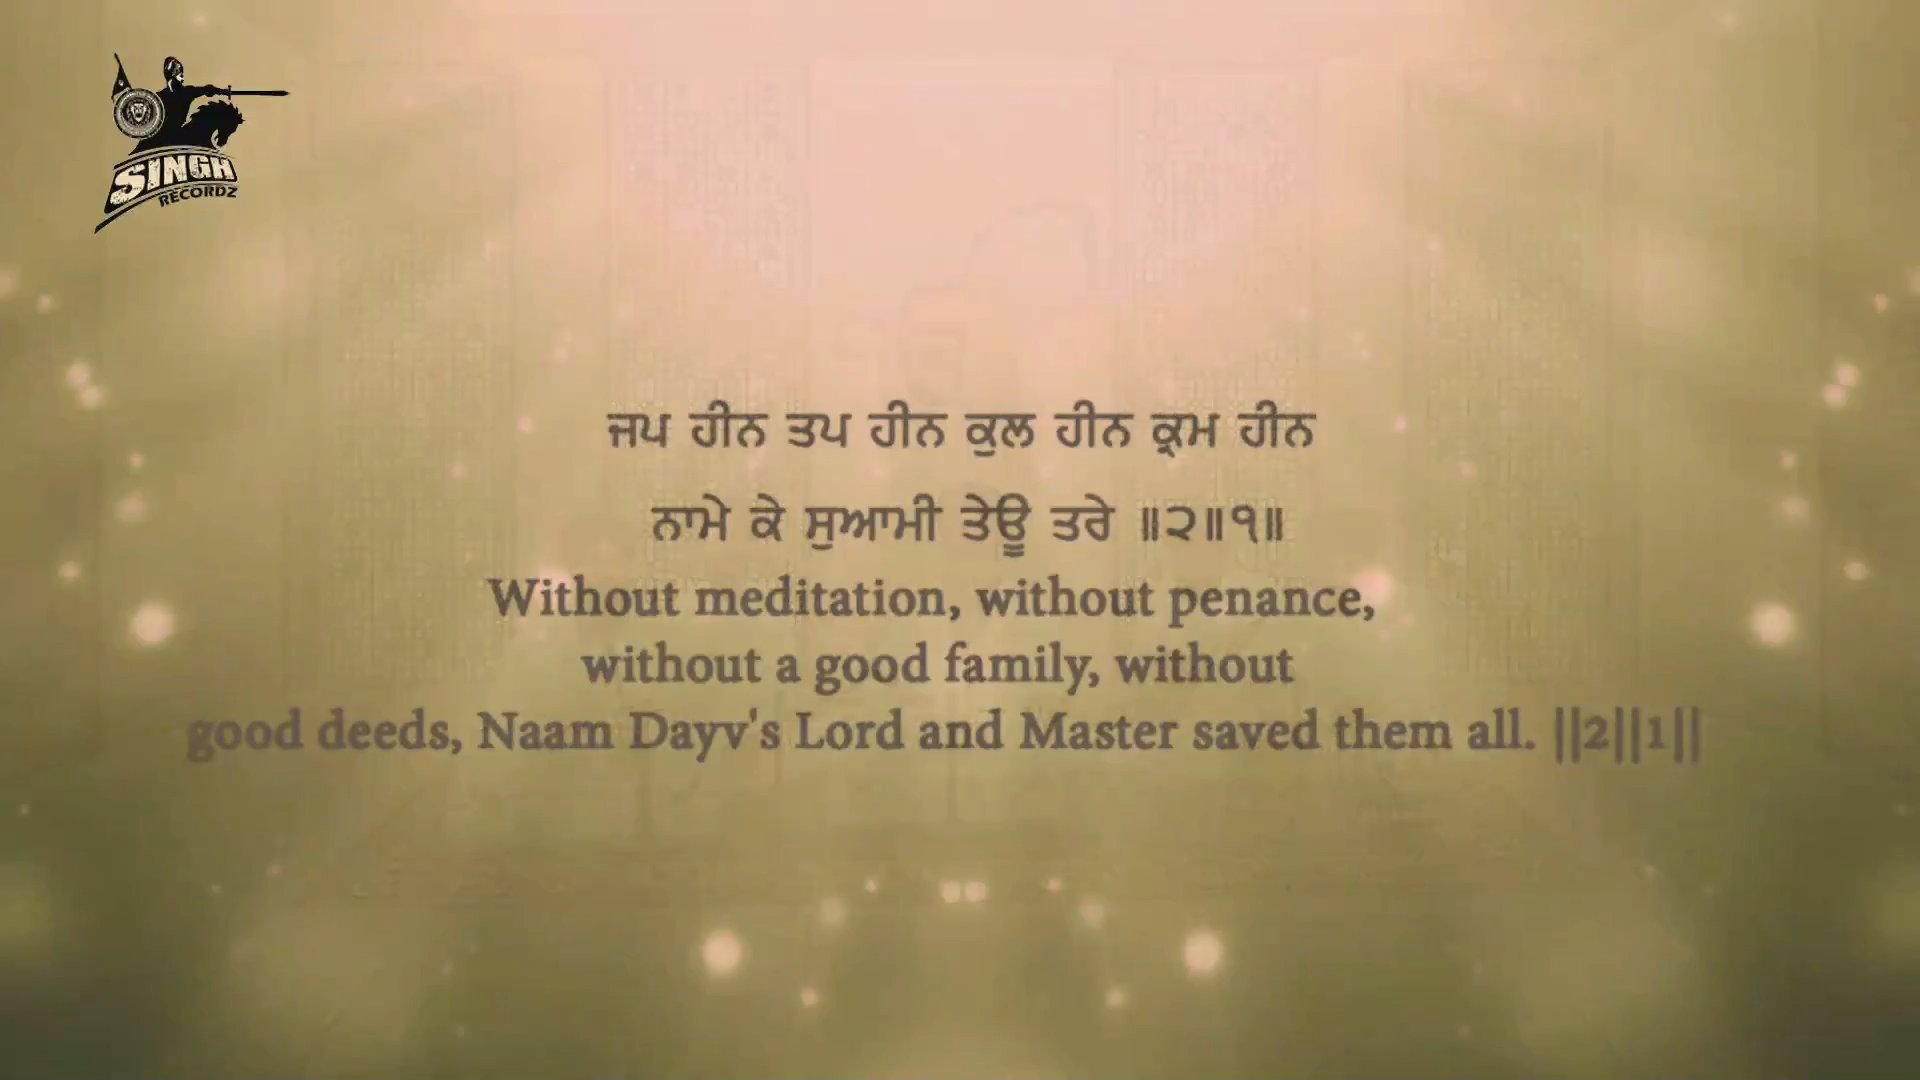 SINGH
RECORDZ
ਜਪ ਹੀਨ ਤਪ ਹੀਨ ਕੁਲ ਹੀਨ ਕ੍ਰਮ ਹੀਨ
ਨਾਮੇ ਕੇ ਸੁਆਮੀ ਤੇਊ ਤਰੇ ॥੨॥੧॥
Without meditation, without penance,
without a good family, without
good deeds, Naam Dayv's Lord and Master saved them all. ||2||1||